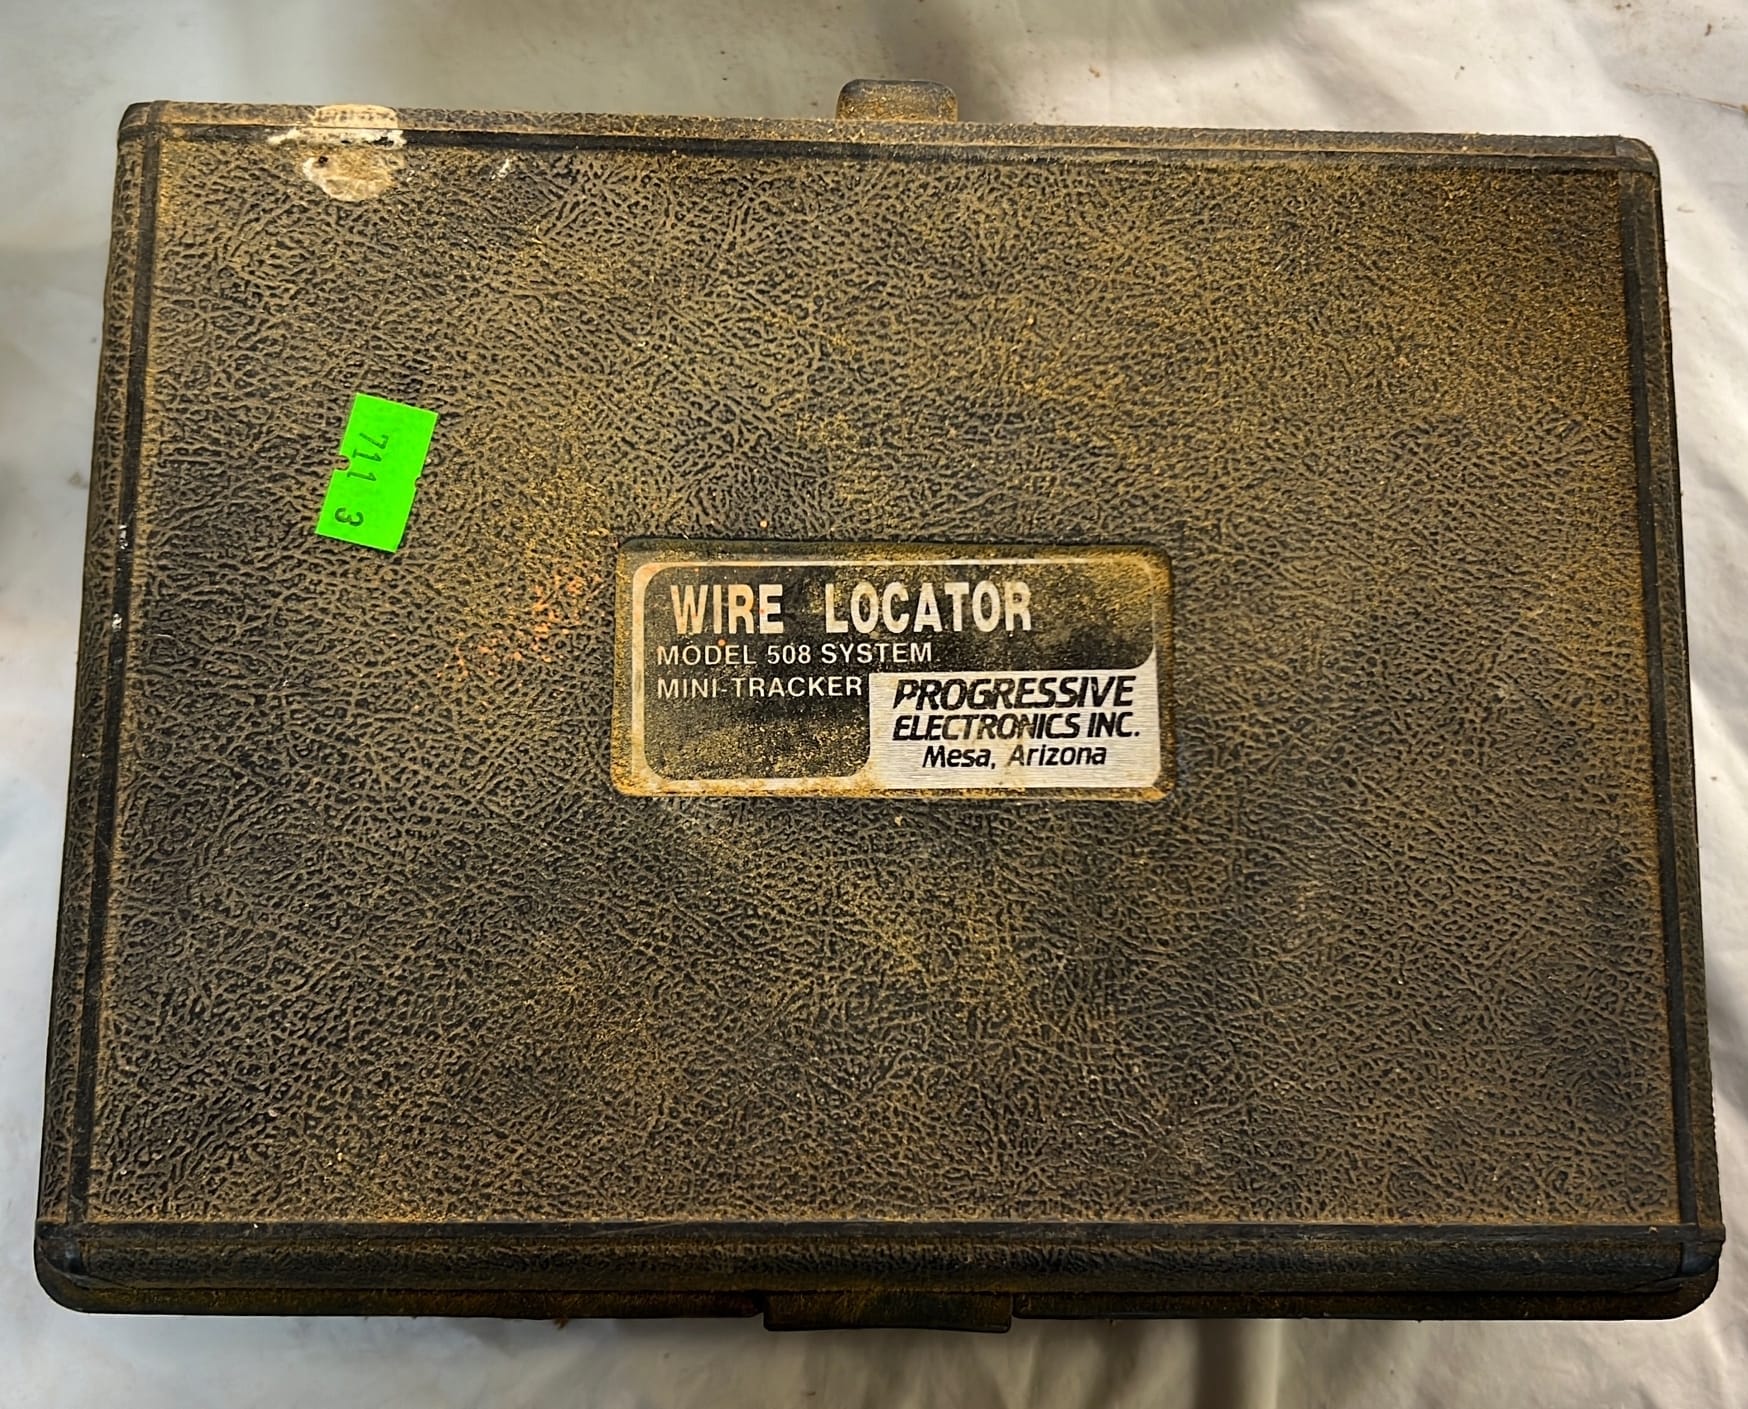 711 3
WIRE LOCATOR
MODEL 508 SYSTEM
MINI-TRACKER
PROGRESSIVE
ELECTRONICS INC.
Mesa, Arizona